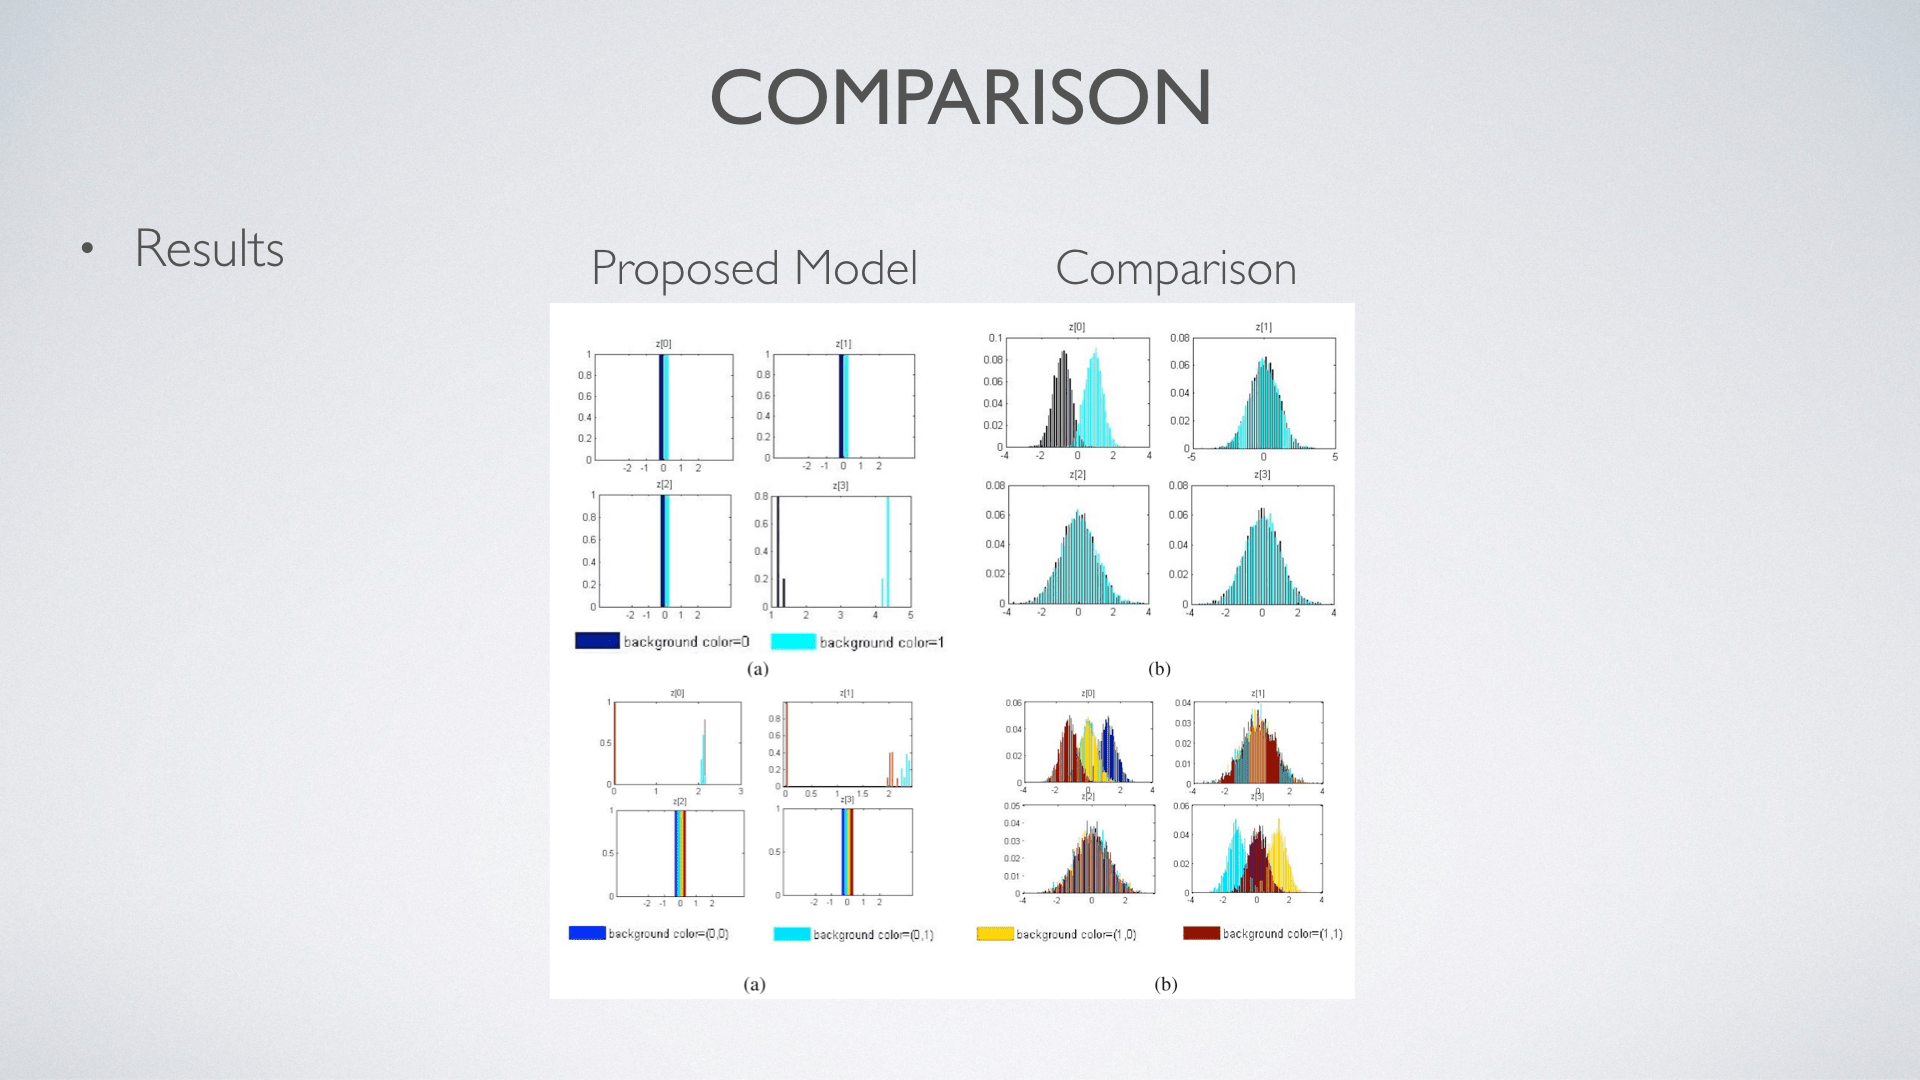 COMPARISON
• Results
Proposed Model
Comparison
z[0]
1
0.8
0.6
0.4
0.2
0
-2 -1 0 1 2
z[1]
1
0.8
0.6
0.4
0.2
0
-2 -1 0 1 2
z[2]
1
0.8
0.6
0.4
0.2
0
-2 -1 0 1 2
z[3]
0.8
0.6
0.4
0.2
0
1 2 3 4 5
background color=0
background color=1
(a)
z[0]
0.1
0.08
0.06
0.04
0.02
0
-4 -2 0 2 4
z[1]
0.08
0.06
0.04
0.02
0
-5 0 5
z[2]
0.08
0.06
0.04
0.02
0
-4 -2 0 2 4
z[3]
0.08
0.06
0.04
0.02
0
-4 -2 0 2 4
(b)
z[0]
1
0.5
0
0 1 2 3
z[1]
0.8
0.6
0.4
0.2
0
0 0.5 1 1.5 2
z[2]
1
0.5
0
-2 -1 0 1 2
z[3]
1
0.5
0
-2 -1 0 1 2
z[0]
0.06
0.04
0.02
0
-4 -2 0 2 4
z[1]
0.04
0.03
0.02
0.01
0
-4 -2 0 2 4
z[2]
0.05
0.04
0.03
0.02
0.01
0
-4 -2 0 2
z[3]
0.06
0.04
0.02
0
-4 -2 0 2 4
background color=(0,0)
background color=(0,1)
background color=(1,0)
background color=(1,1)
(a)
(b)